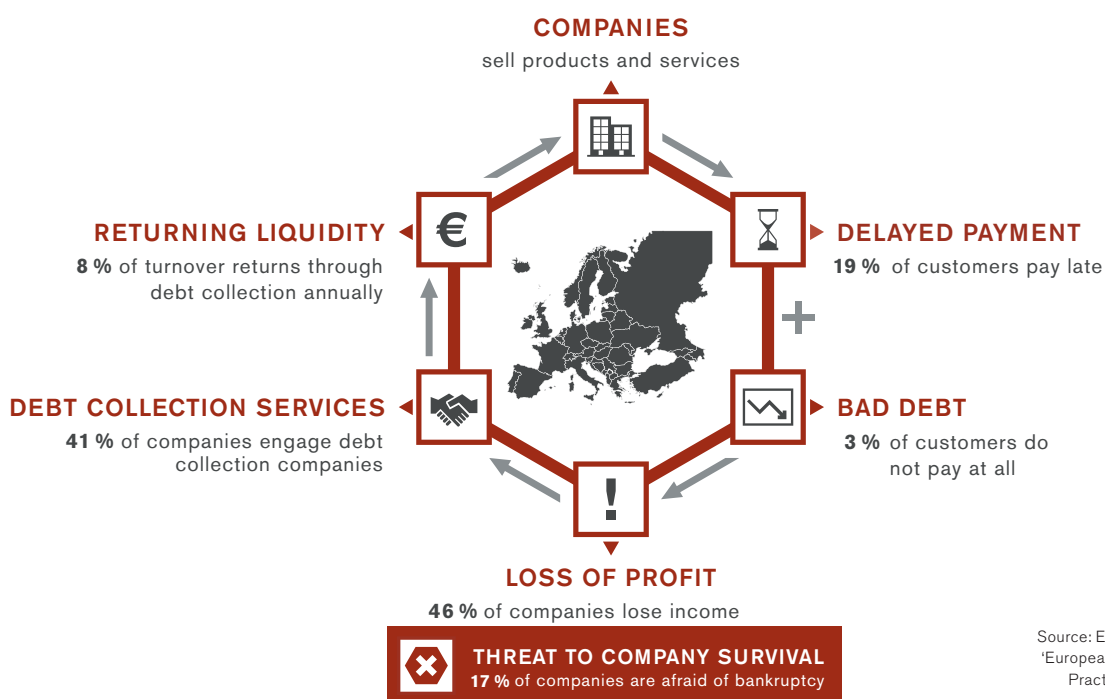 COMPANIES
sell products and services
RETURNING LIQUIDITY
8 % of turnover returns through
debt collection annually
€
DELAYED PAYMENT
19 % of customers pay late
DEBT COLLECTION SERVICES
41 % of companies engage debt
collection companies
BAD DEBT
3 % of customers do
not pay at all
!
LOSS OF PROFIT
46 % of companies lose income
THREAT TO COMPANY SURVIVAL
17 % of companies are afraid of bankruptcy
Source: E
‘Europea
Pract